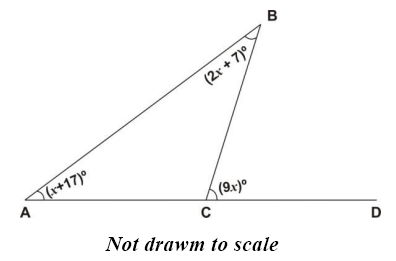 B
(2x + 7)º
(x+17)º
(9x)º
A
C
D
Not drawm to scale